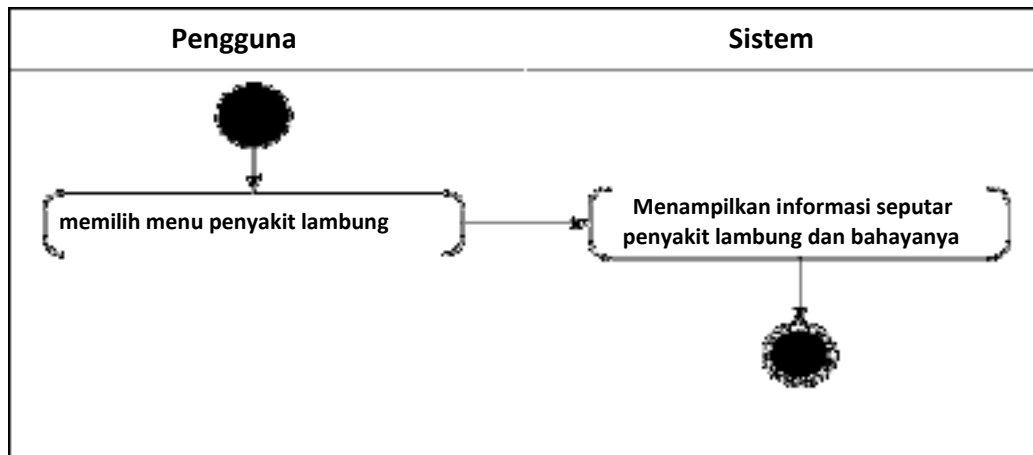 Pengguna
Sistem
memilih menu penyakit lambung
Menampilkan informasi seputar
penyakit lambung dan bahayanya